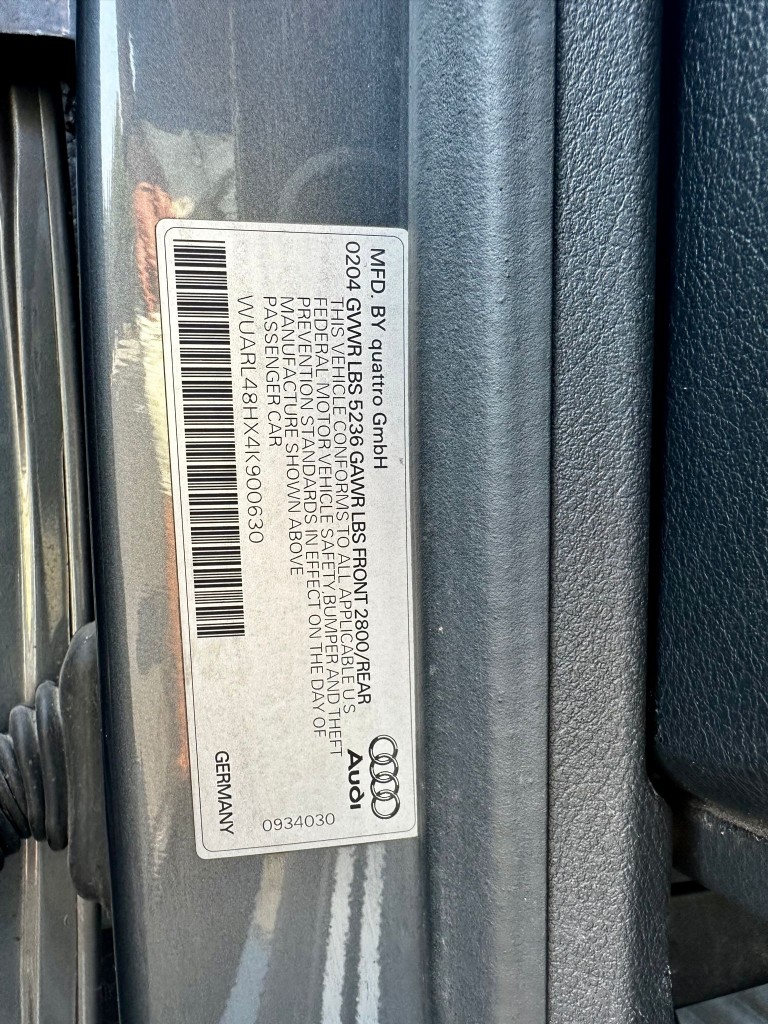 MFD. BY quattro GmbH
0204 GVWR LBS 5236 GAWR LBS FRONT 2800/REAR
THIS VEHICLE CONFORMS TO ALL APPLICABLE U.S
FEDERAL MOTOR VEHICLE SAFETY,BUMPER AND THEFT
PREVENTION STANDARDS IN EFFECT ON THE DAY OF
MANUFACTURE SHOWN ABOVE
PASSENGER CAR
WUARL48HX4K900630
Audi
0934030
GERMANY